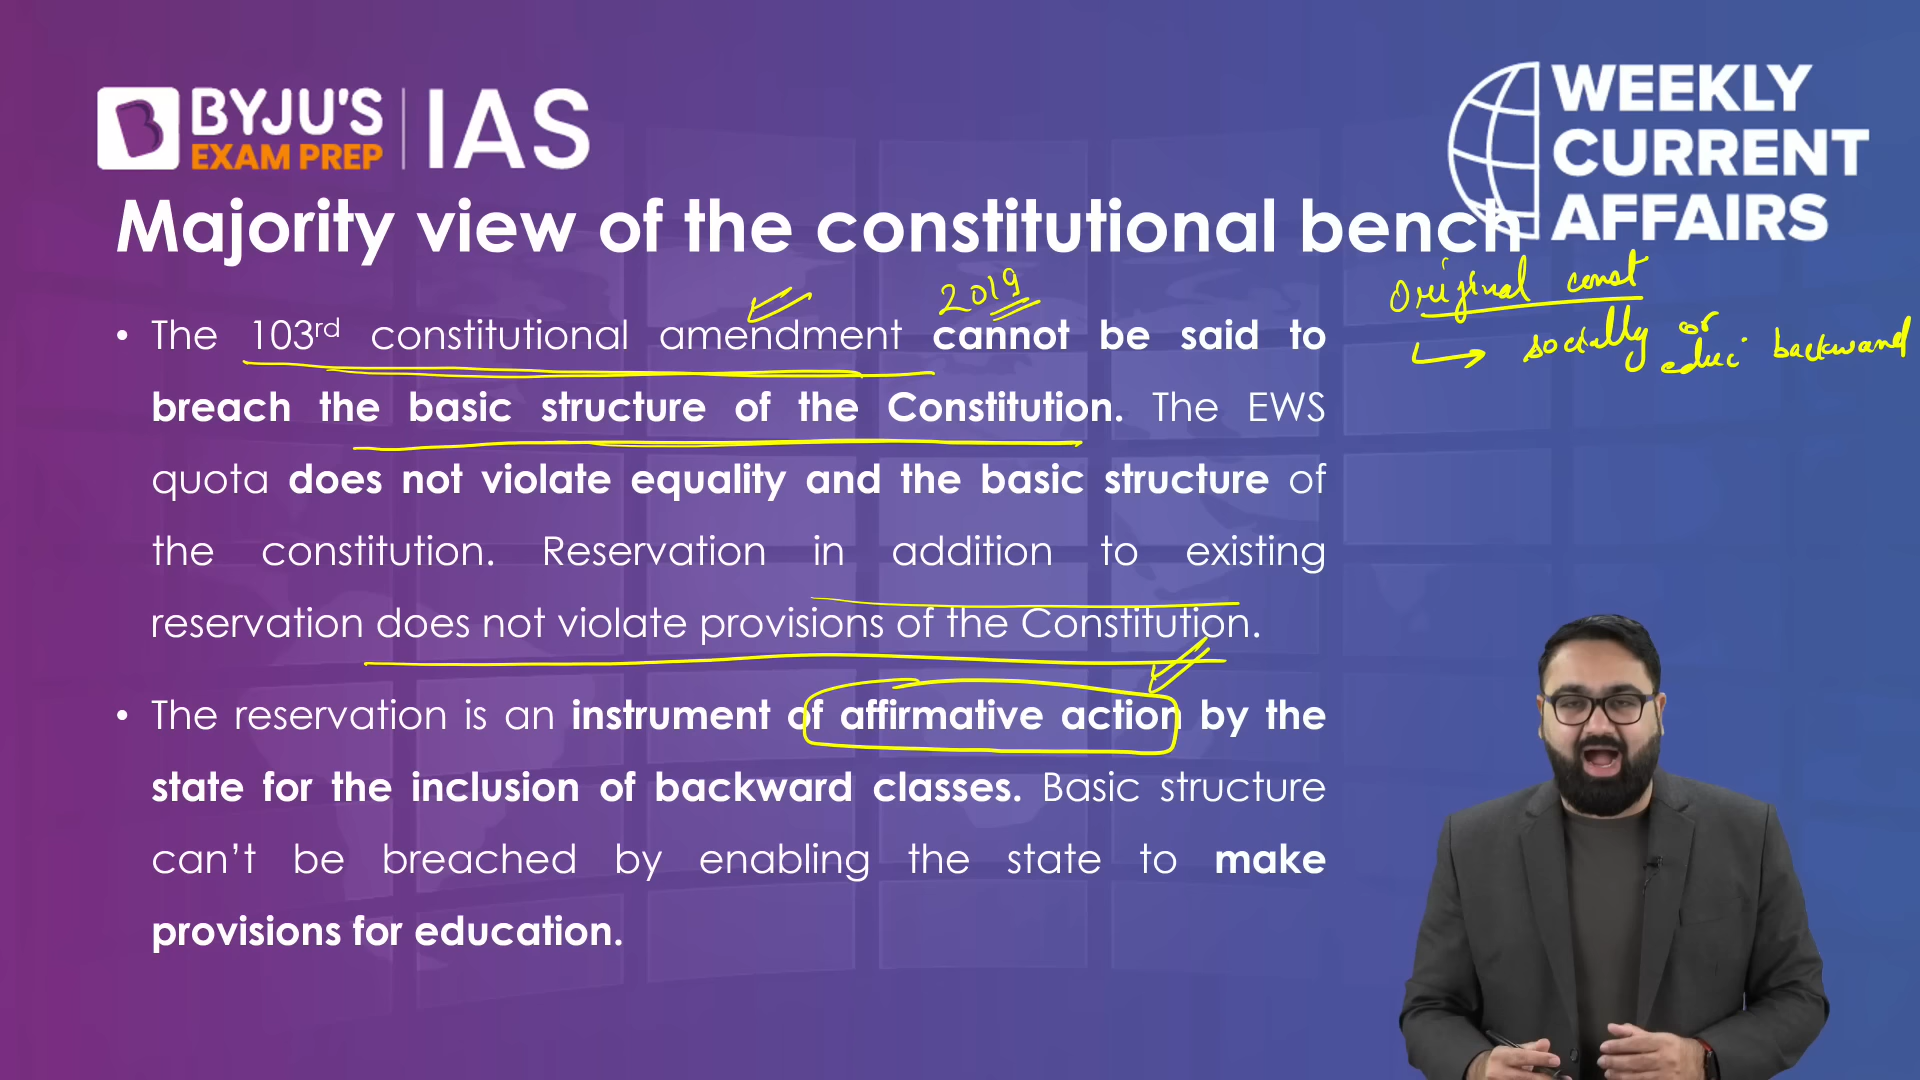 BYJU'S
EXAM PREP
IAS
WEEKLY
CURRENT
AFFAIRS
Majority view of the constitutional bench
2019
Original const
socially or educ. backward
• The 103rd constitutional amendment cannot be said to
breach the basic structure of the Constitution. The EWS
quota does not violate equality and the basic structure of
the constitution. Reservation in addition to existing
reservation does not violate provisions of the Constitution.
• The reservation is an instrument of affirmative action by the
state for the inclusion of backward classes. Basic structure
can't be breached by enabling the state to make
provisions for education.